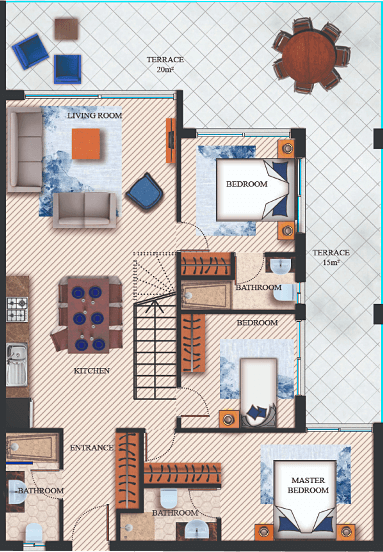 TERRACE
20m²
LIVING ROOM
BEDROOM
TERRACE
15m²
BATHROOM
BEDROOM
KITCHEN
ENTRANCE
BATHROOM
BATHROOM
MASTER
BEDROOM